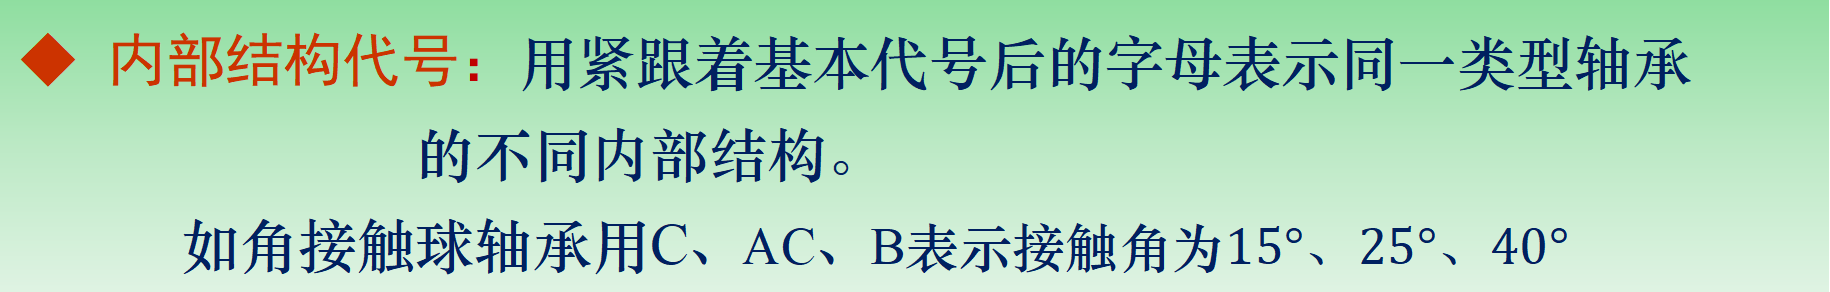 ◆ 内部结构代号：用紧跟着基本代号后的字母表示同一类型轴承
的不同内部结构。
如角接触球轴承用C、AC、B表示接触角为15°、25°、40°